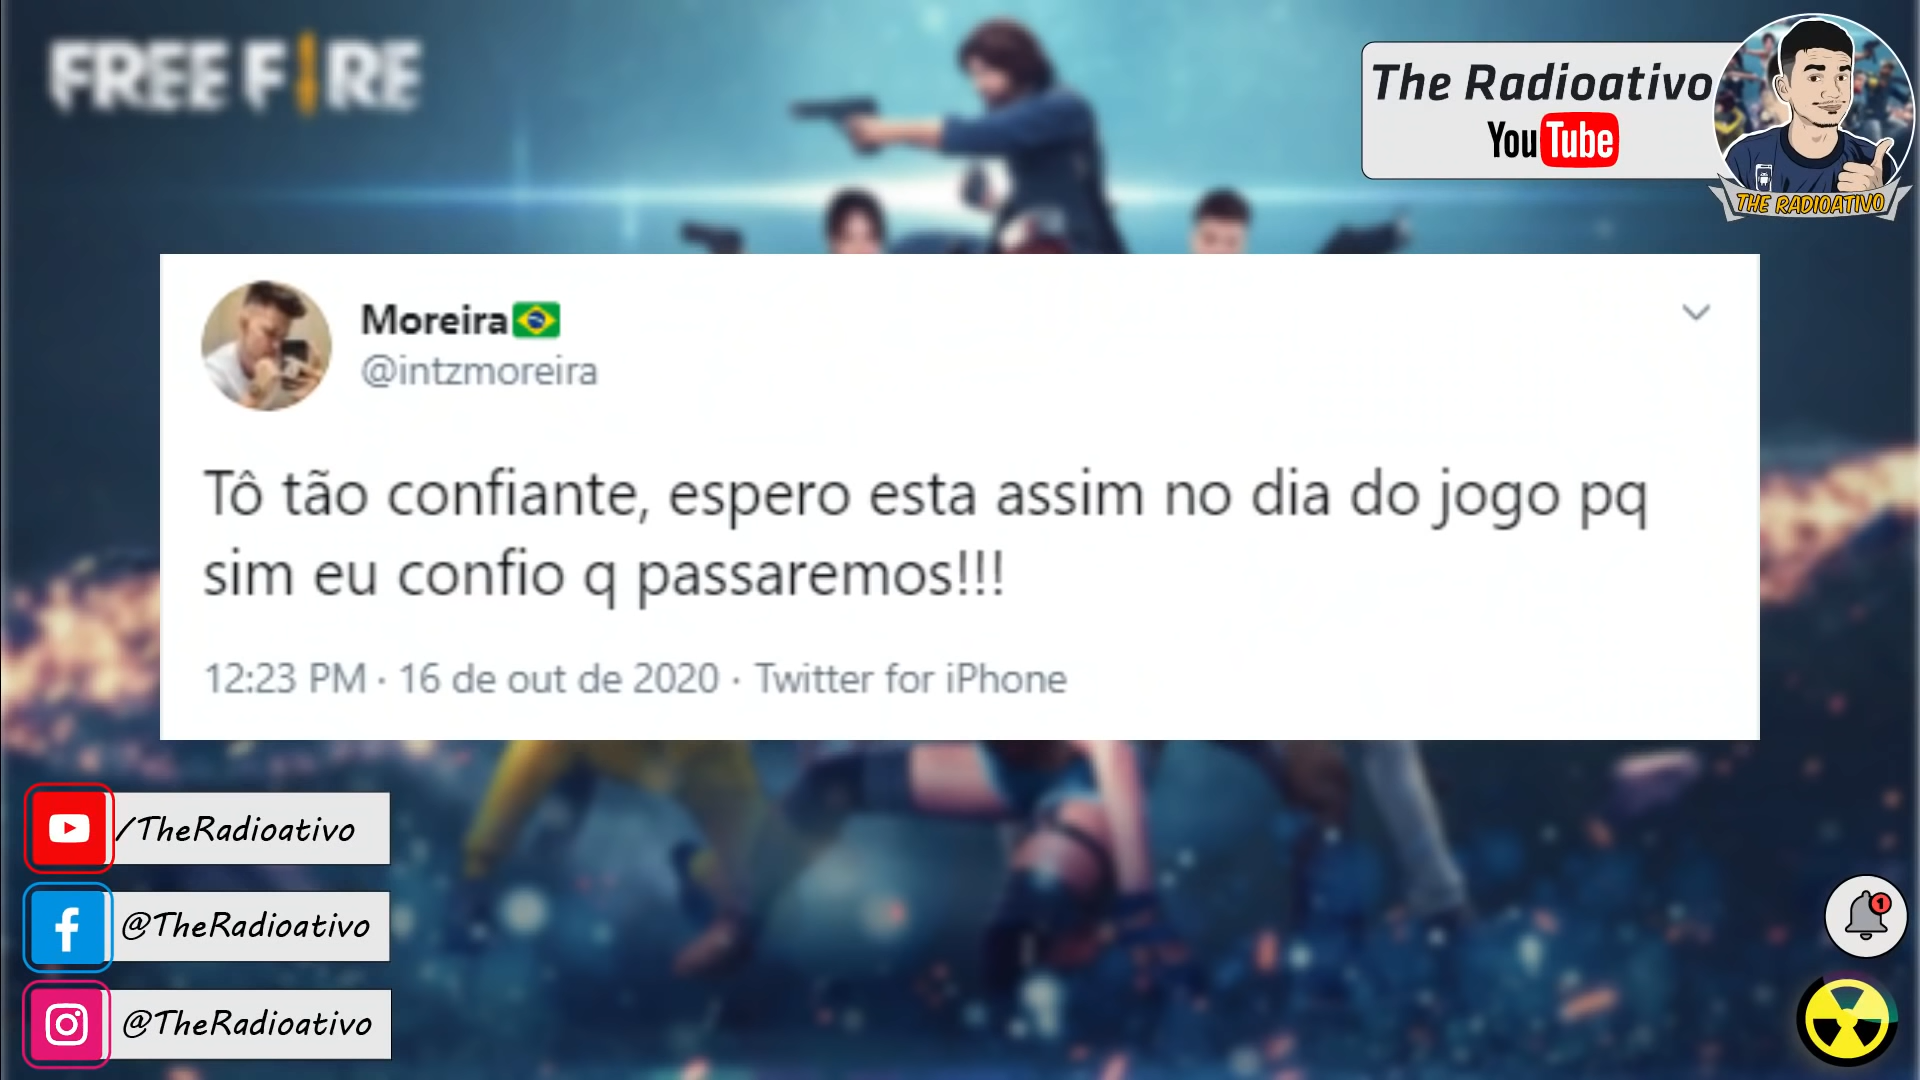 FREE FIRE
The Radioativo
YouTube
THE RADIOATIVO
Moreira
@intzmoreira
Tô tão confiante, espero esta assim no dia do jogo pq
sim eu confio q passaremos!!!
12:23 PM · 16 de out de 2020 · Twitter for iPhone
/TheRadioativo
@TheRadioativo
@TheRadioativo
1